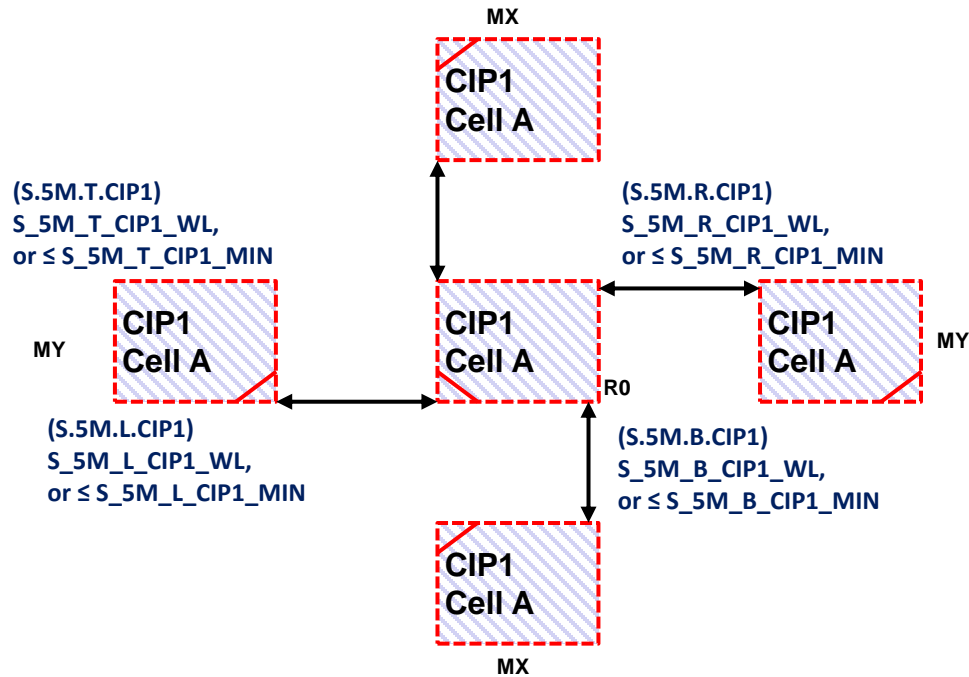 MX
CIP1
Cell A
(S.5M.T.CIP1)
S_5M_T_CIP1_WL,
or ≤ S_5M_T_CIP1_MIN
(S.5M.R.CIP1)
S_5M_R_CIP1_WL,
or ≤ S_5M_R_CIP1_MIN
MY
CIP1
Cell A
CIP1
Cell A
R0
CIP1
Cell A
MY
(S.5M.L.CIP1)
S_5M_L_CIP1_WL,
or ≤ S_5M_L_CIP1_MIN
(S.5M.B.CIP1)
S_5M_B_CIP1_WL,
or ≤ S_5M_B_CIP1_MIN
CIP1
Cell A
MX